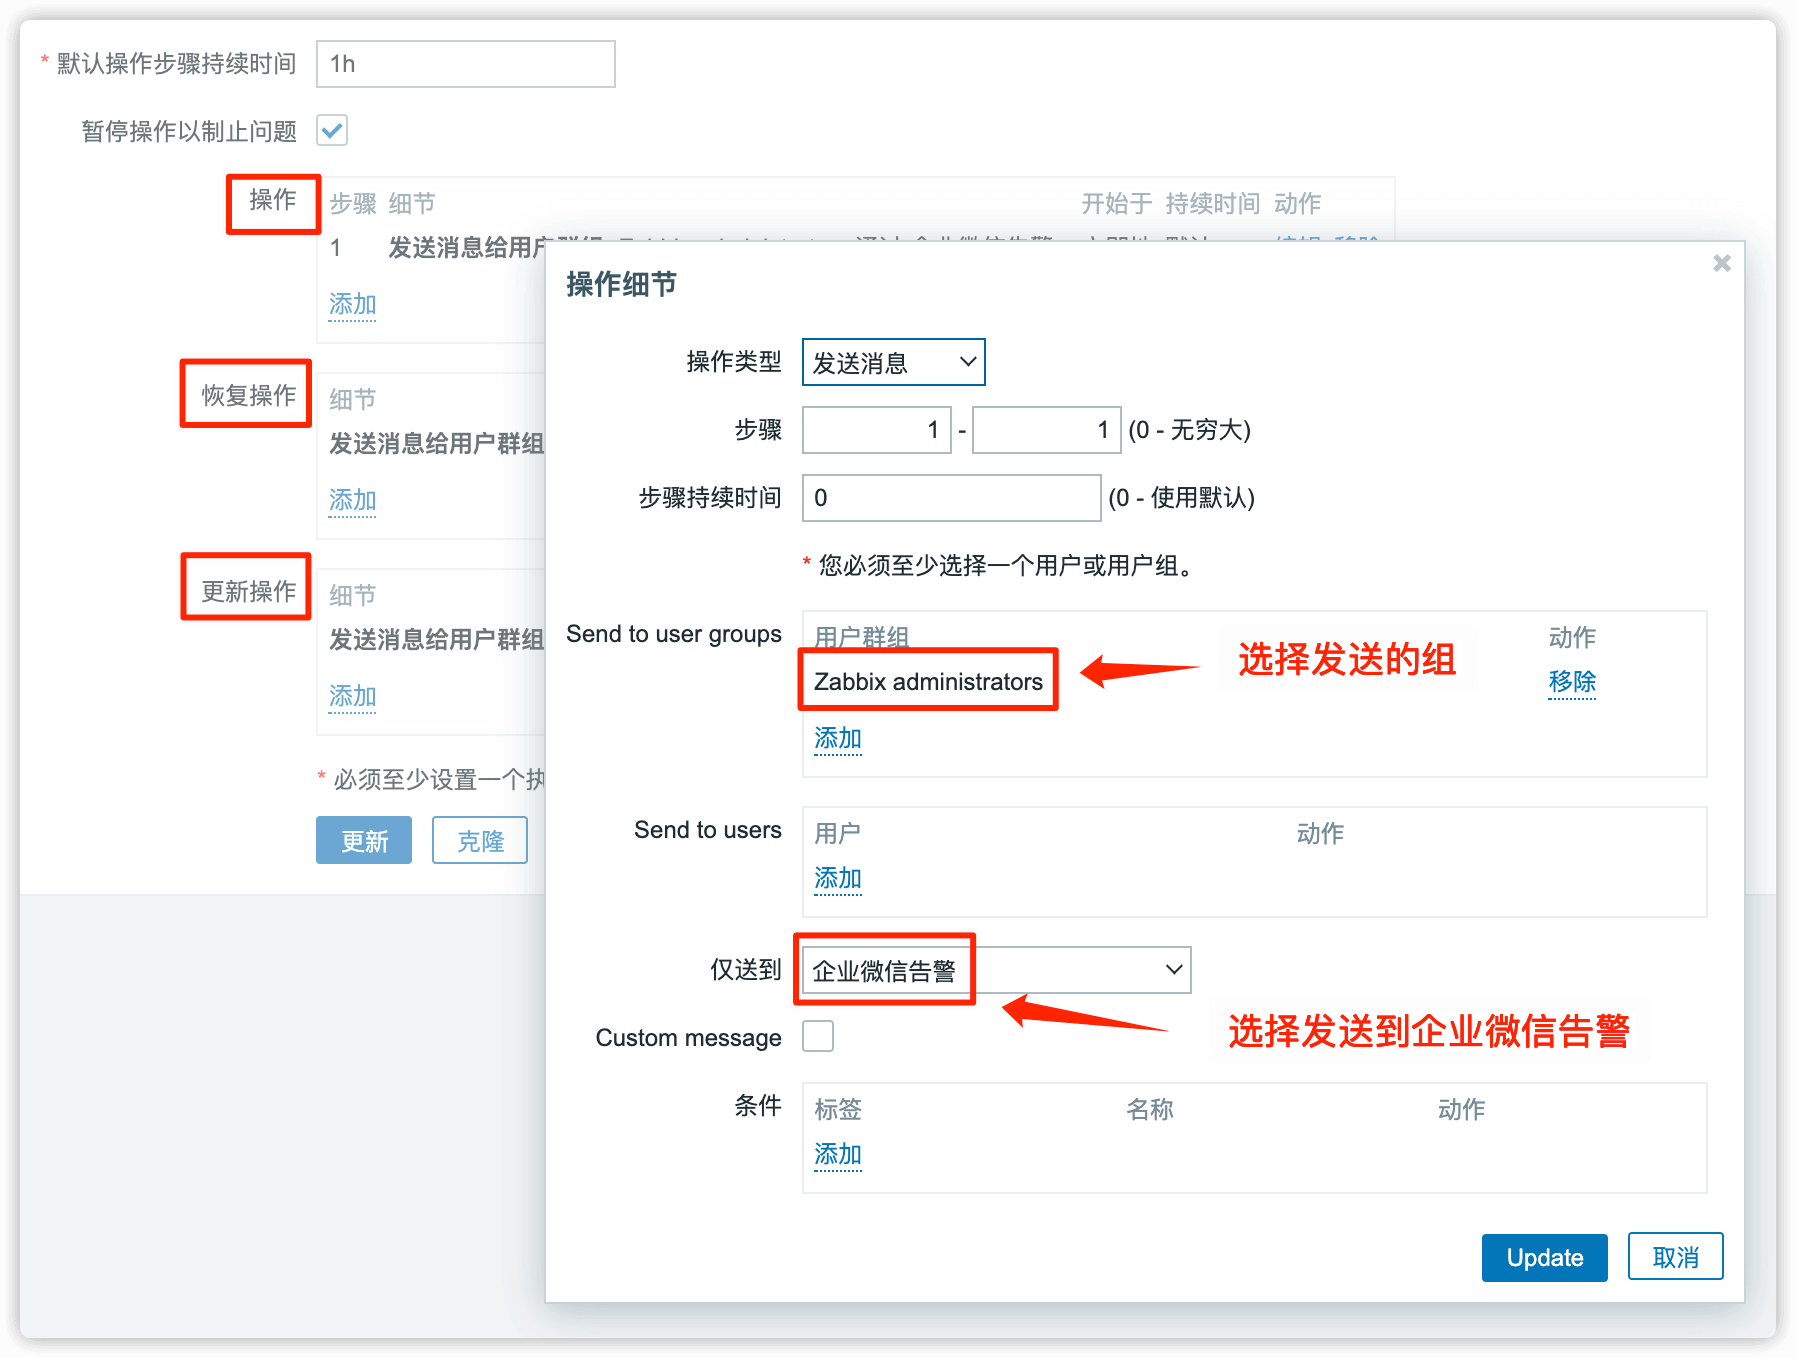 * 默认操作步骤持续时间 1h
暂停操作以制止问题
操作 步骤 细节 开始于 持续时间 动作
1 发送消息给用户群组
添加
恢复操作 细节
发送消息给用户群组
添加
更新操作 细节
发送消息给用户群组
添加
* 必须至少设置一个执
更新 克隆
操作细节
操作类型 发送消息
步骤 1 - 1 (0 - 无穷大)
步骤持续时间 0 (0 - 使用默认)
* 您必须至少选择一个用户或用户组。
Send to user groups 用户群组 动作
Zabbix administrators 移除
选择发送的组
添加
Send to users 用户 动作
添加
仅送到 企业微信告警
选择发送到企业微信告警
Custom message
条件 标签 名称 动作
添加
Update 取消